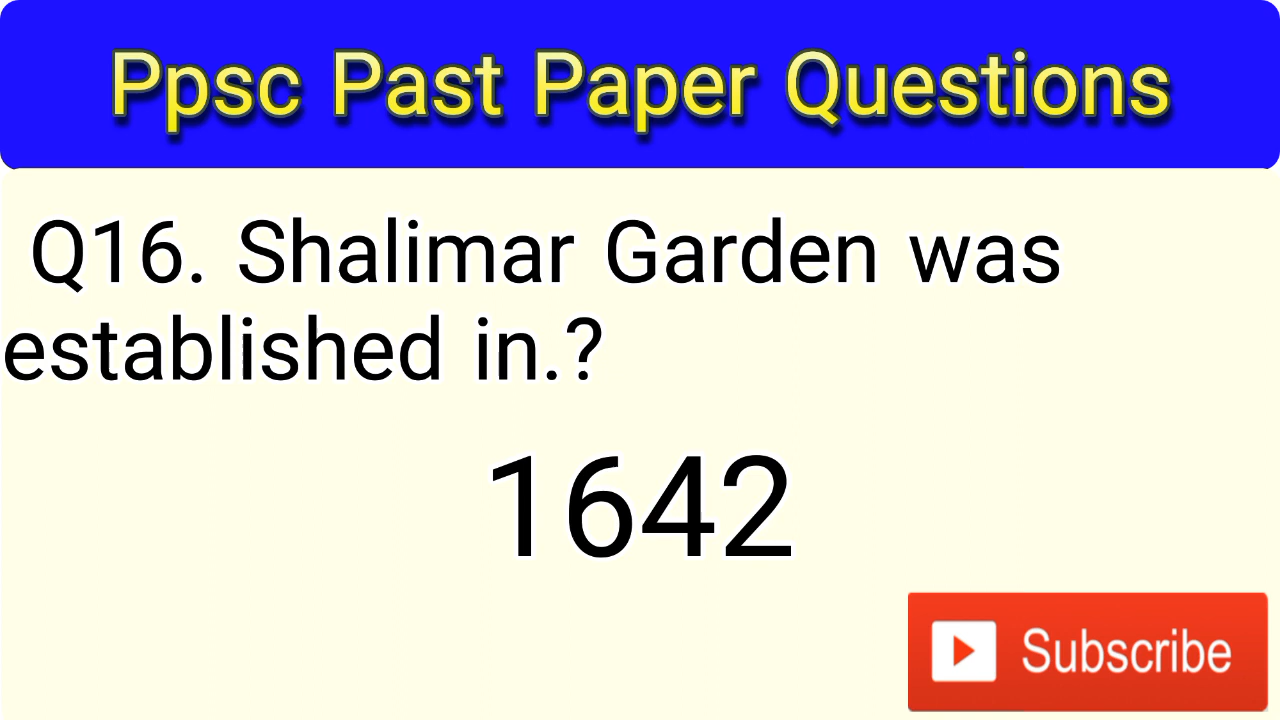 Ppsc Past Paper Questions
Q16. Shalimar Garden was
established in.?
1642
Subscribe